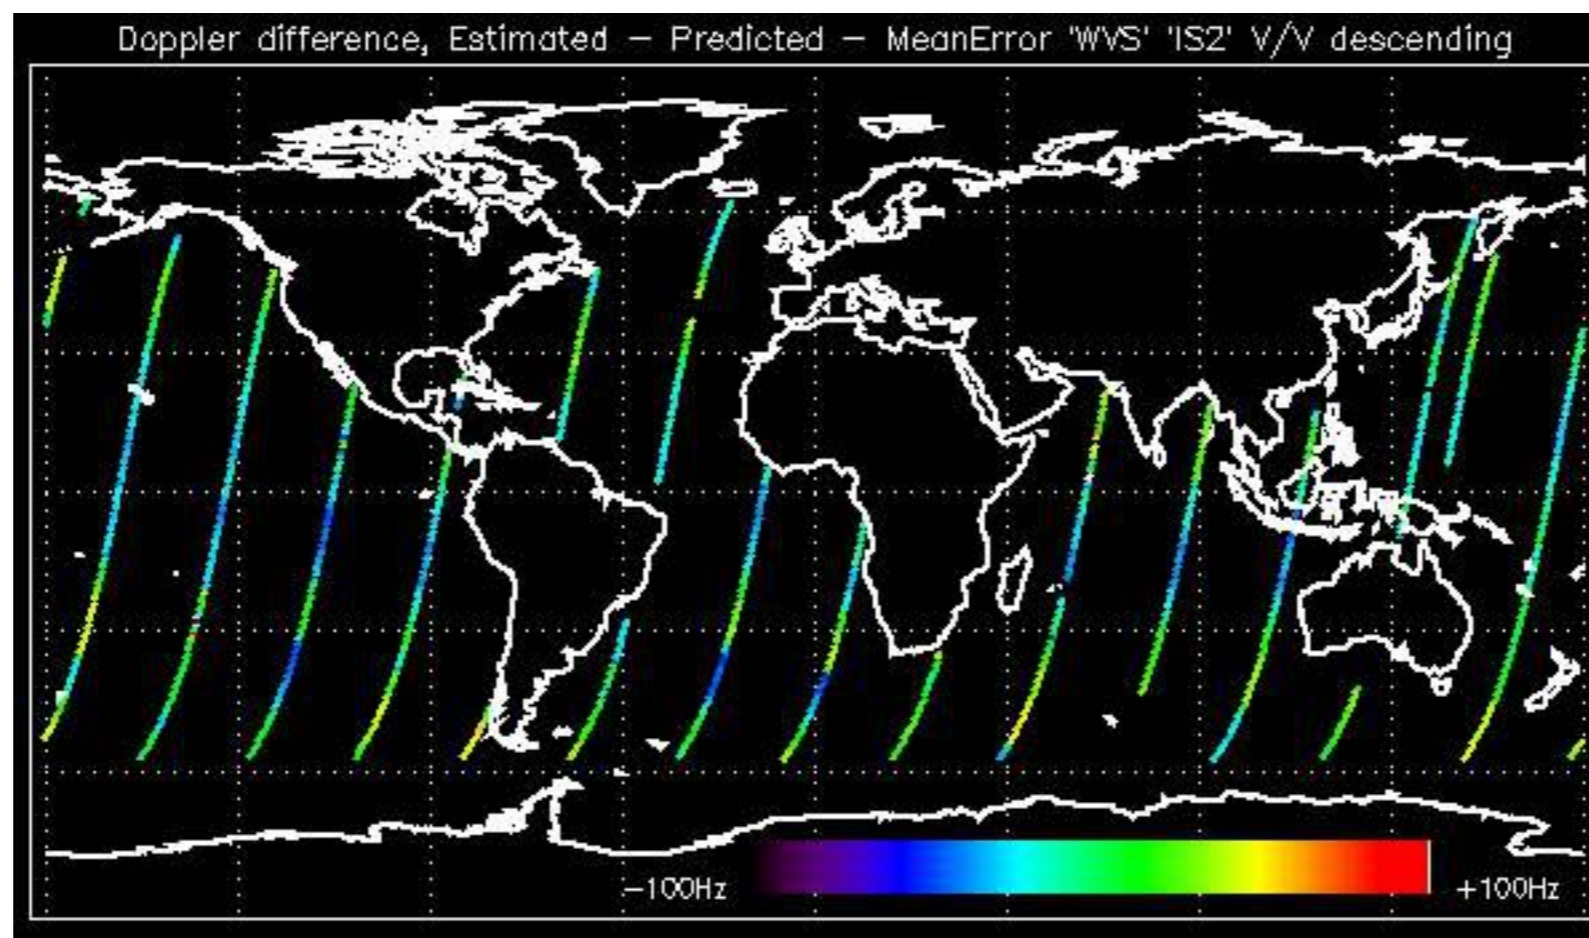 Doppler difference, Estimated – Predicted – MeanError 'WVS' 'IS2' V/V descending
–100Hz +100Hz